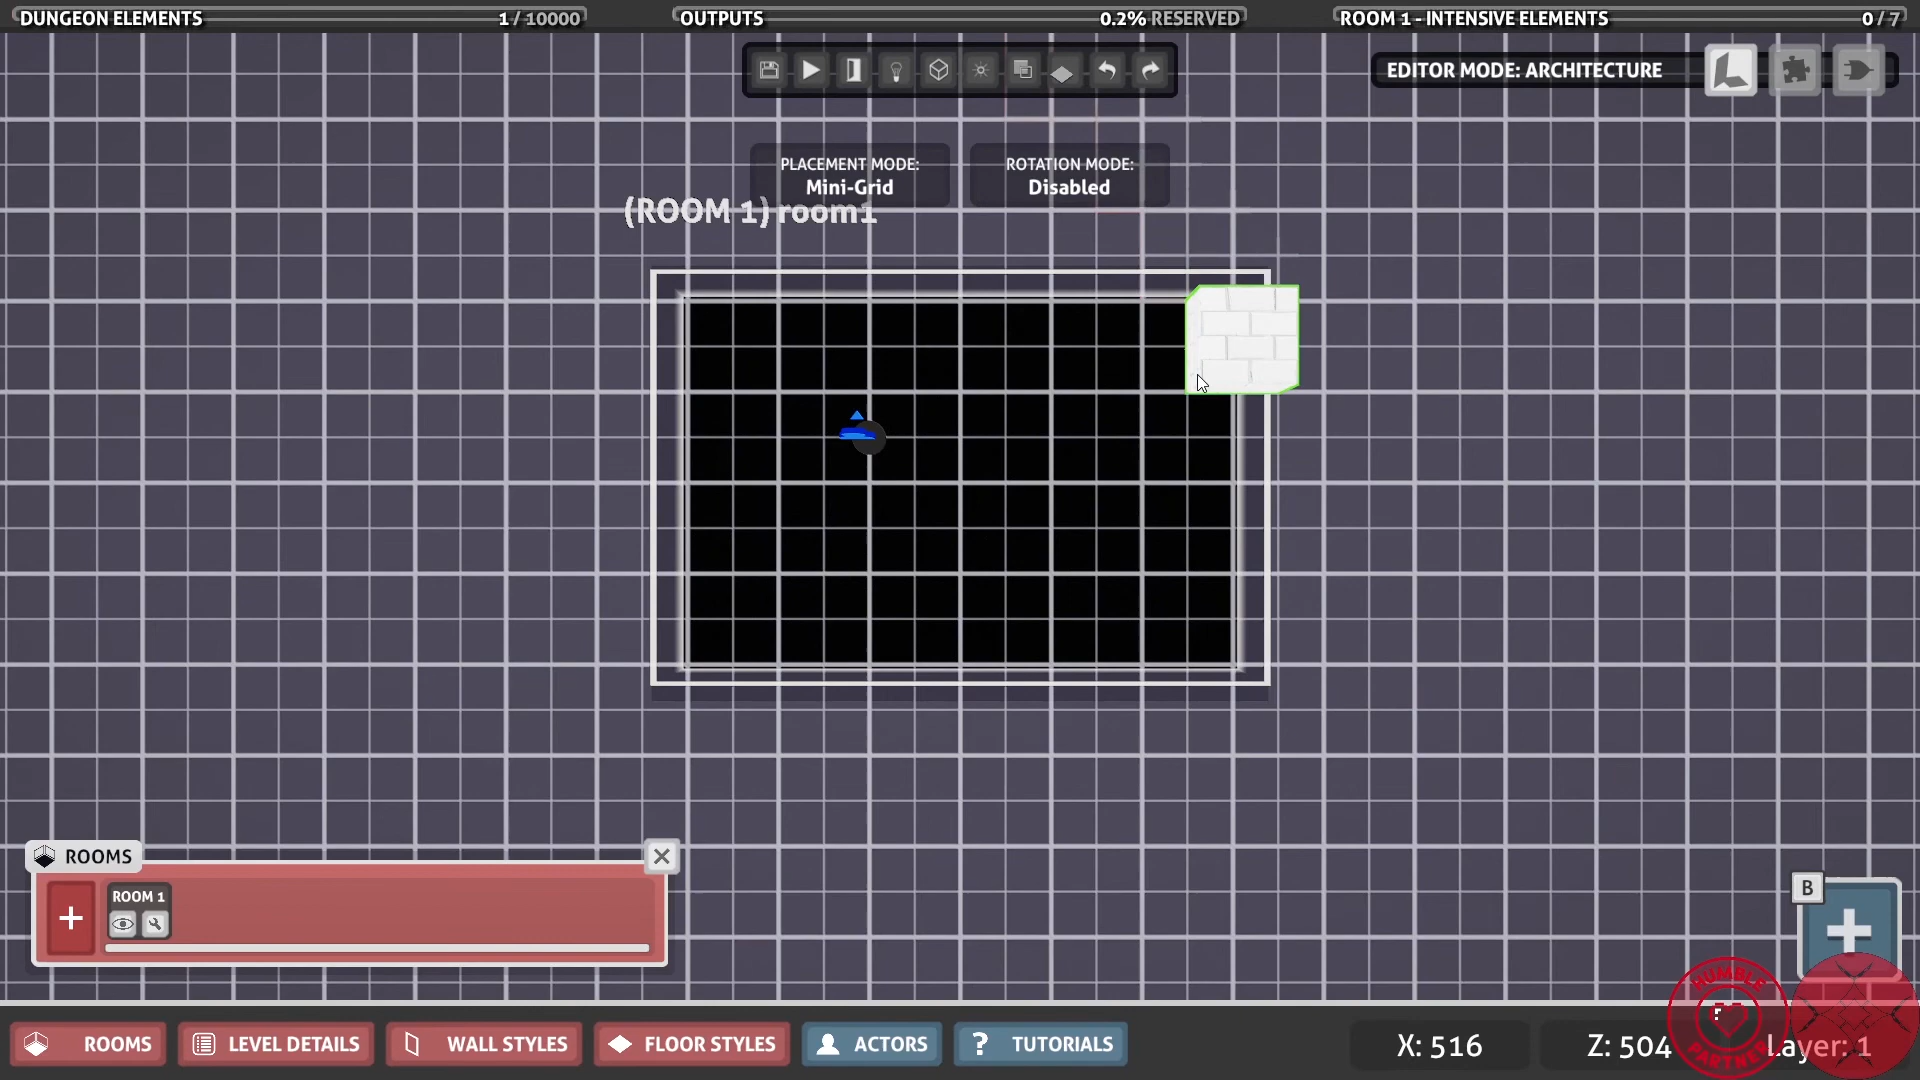 DUNGEON ELEMENTS 1 / 10000 OUTPUTS 0.2% RESERVED ROOM 1 - INTENSIVE ELEMENTS 0 / 7
EDITOR MODE: ARCHITECTURE
PLACEMENT MODE: ROTATION MODE:
Mini-Grid Disabled
(ROOM 1) room1
ROOMS
ROOM 1
B
HUMBLE
PARTNER
ROOMS LEVEL DETAILS WALL STYLES FLOOR STYLES ACTORS ? TUTORIALS X: 516 Z: 504 Layer: 1